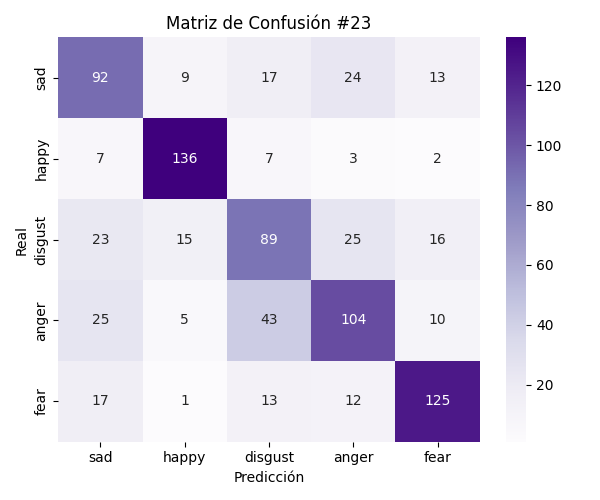 Matriz de Confusión #23
sad 92 9 17 24 13
happy 7 136 7 3 2
disgust 23 15 89 25 16
anger 25 5 43 104 10
fear 17 1 13 12 125
sad happy disgust anger fear
Real
Predicción
120
100
80
60
40
20